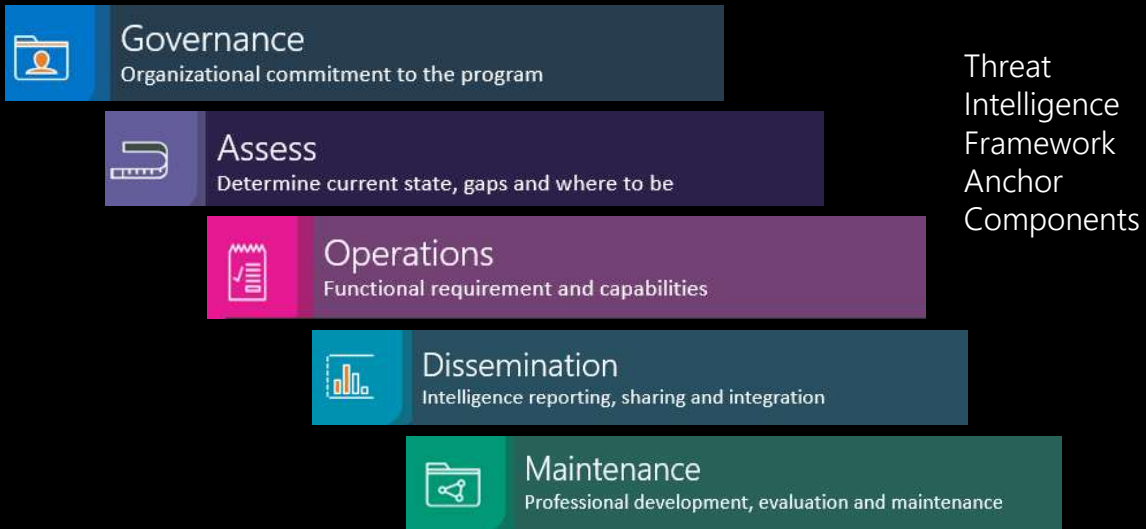 Governance
Organizational commitment to the program
Threat
Intelligence
Framework
Anchor
Components
Assess
Determine current state, gaps and where to be
Operations
Functional requirement and capabilities
Dissemination
Intelligence reporting, sharing and integration
Maintenance
Professional development, evaluation and maintenance